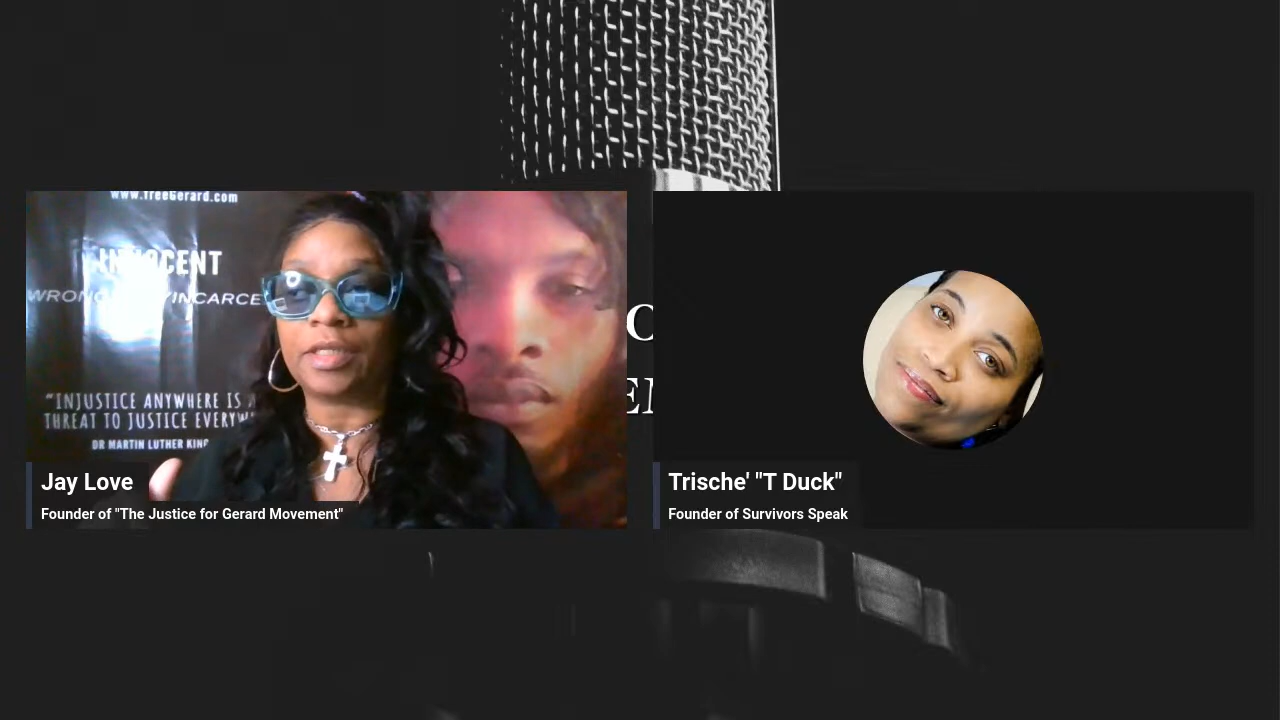 www.freeGerard.com
INNOCENT
"INJUSTICE ANYWHERE IS A
THREAT TO JUSTICE EVERYW
DR MARTIN LUTHER KING
Jay Love
Founder of "The Justice for Gerard Movement"
Trische' "T Duck"
Founder of Survivors Speak